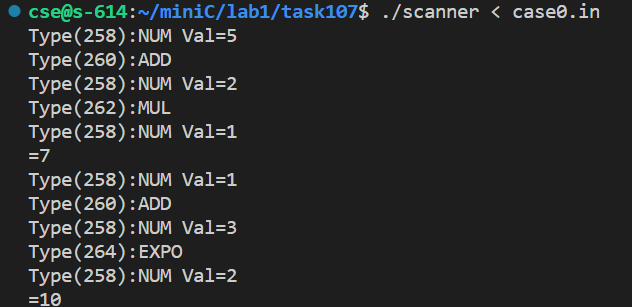 cse@s-614:~/miniC/lab1/task107$ ./scanner < case0.in
Type(258):NUM Val=5
Type(260):ADD
Type(258):NUM Val=2
Type(262):MUL
Type(258):NUM Val=1
=7
Type(258):NUM Val=1
Type(260):ADD
Type(258):NUM Val=3
Type(264):EXPO
Type(258):NUM Val=2
=10